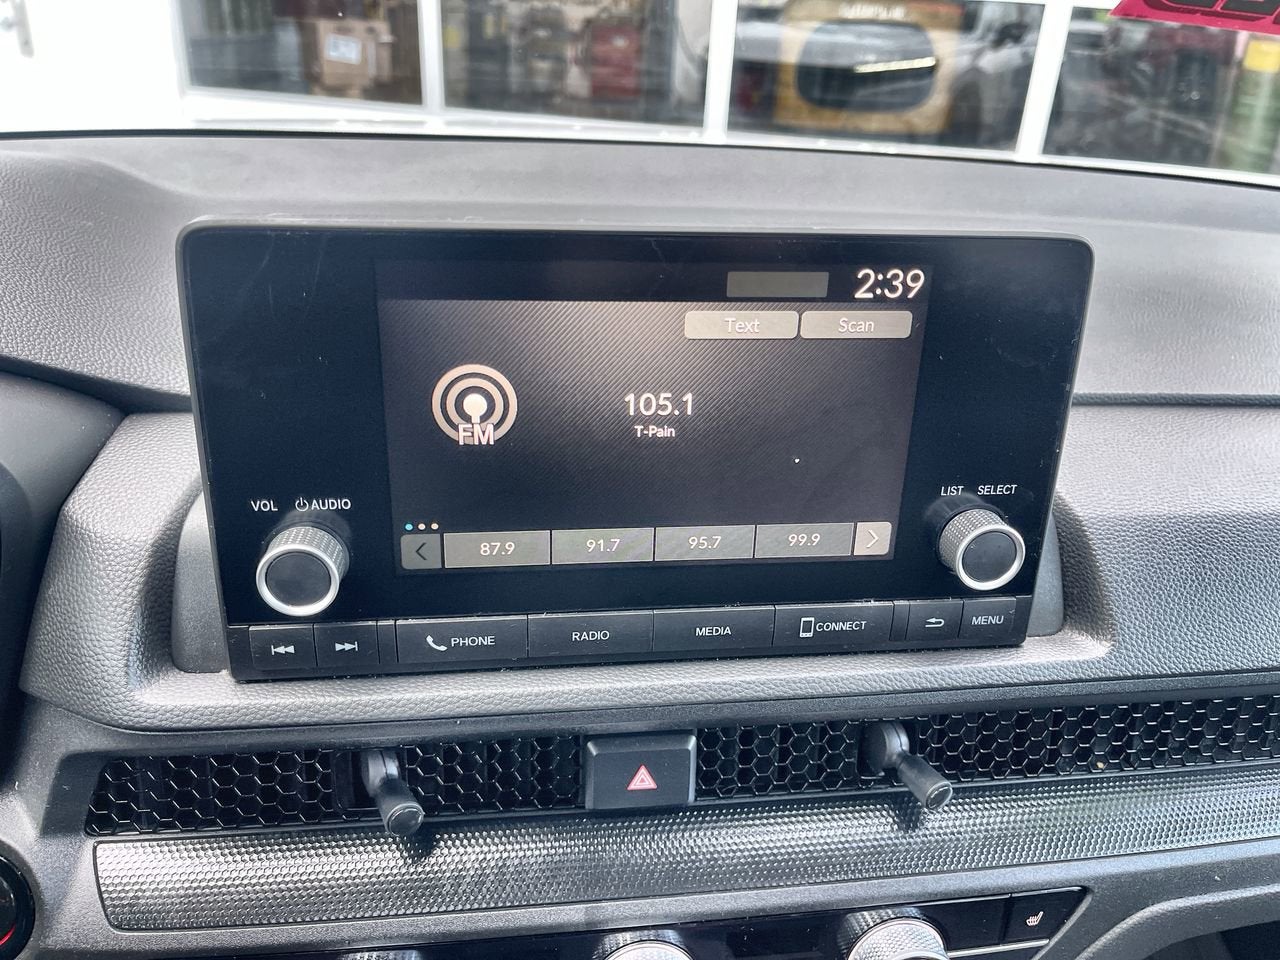 2:39
Text Scan
105.1
T-Pain
FM
VOL AUDIO
LIST SELECT
87.9 91.7 95.7 99.9
PHONE RADIO MEDIA CONNECT MENU